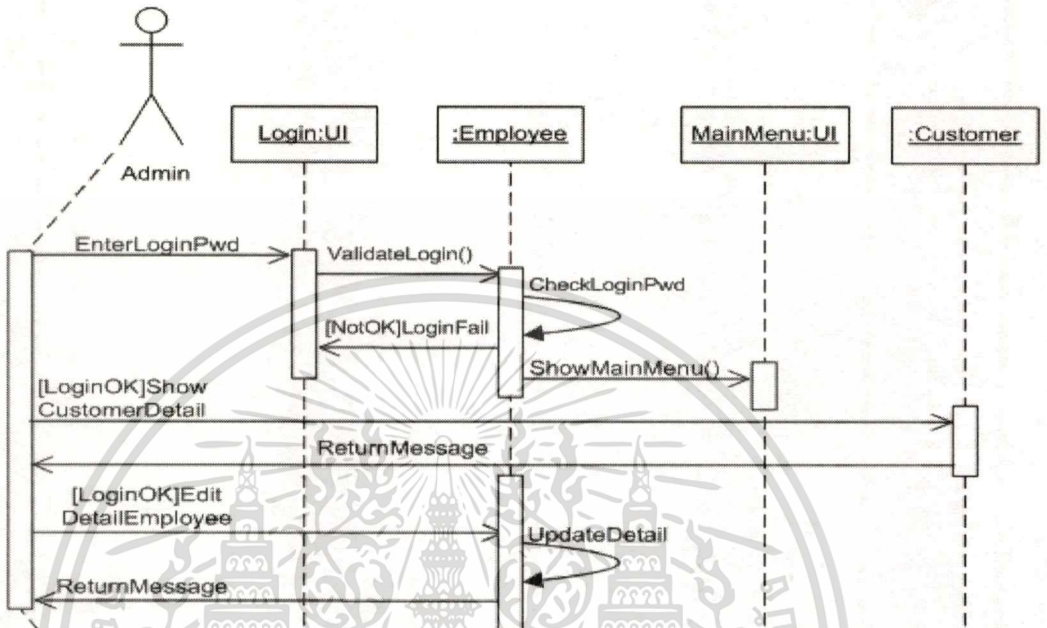 Admin
Login:UI
:Employee
MainMenu:UI
:Customer
EnterLoginPwd
ValidateLogin()
CheckLoginPwd
[NotOK]LoginFail
ShowMainMenu()
[LoginOK]Show
CustomerDetail
ReturnMessage
[LoginOK]Edit
DetailEmployee
UpdateDetail
ReturnMessage